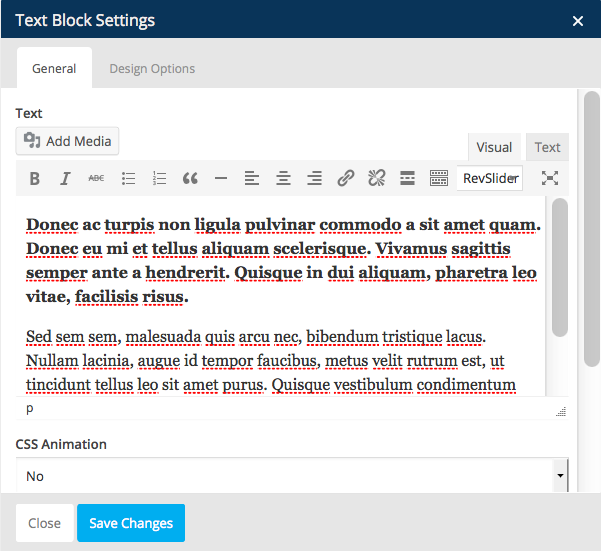 Text Block Settings ×
General Design Options
Text
Add Media
Visual Text
B I ABC RevSlider
Donec ac turpis non ligula pulvinar commodo a sit amet quam.
Donec eu mi et tellus aliquam scelerisque. Vivamus sagittis
semper ante a hendrerit. Quisque in dui aliquam, pharetra leo
vitae, facilisis risus.
Sed sem sem, malesuada quis arcu nec, bibendum tristique lacus.
Nullam lacinia, augue id tempor faucibus, metus velit rutrum est, ut
tincidunt tellus leo sit amet purus. Quisque vestibulum condimentum
p
CSS Animation
No
Close Save Changes